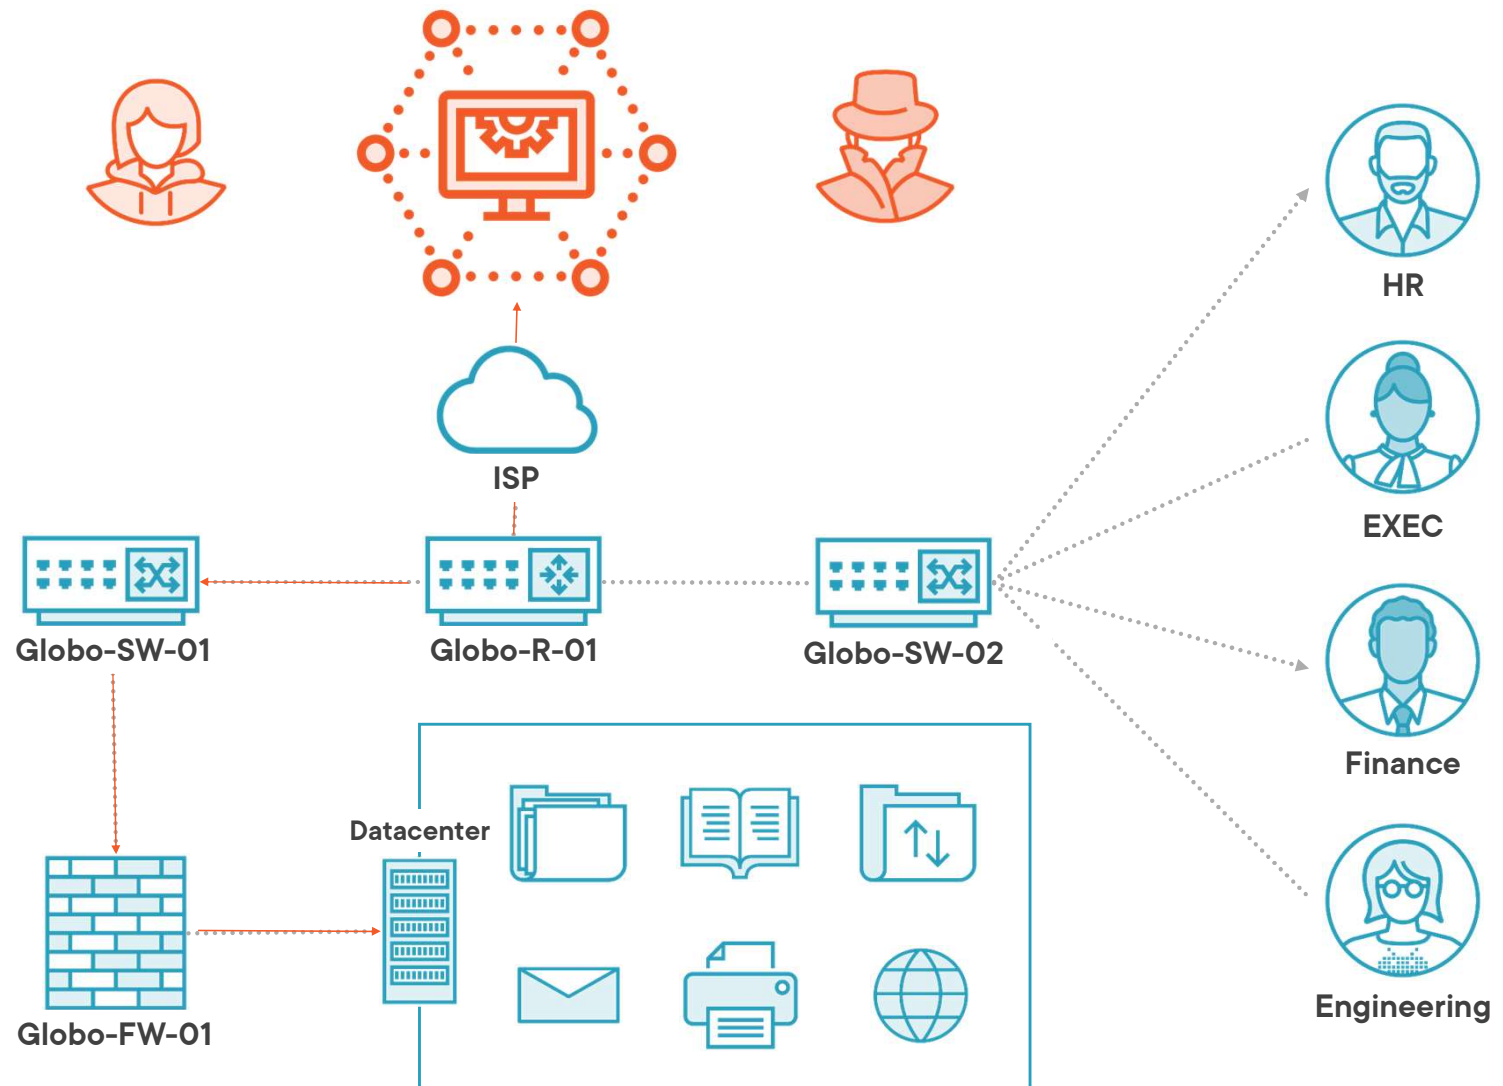 HR
ISP
EXEC
Globo-SW-01
Globo-R-01
Globo-SW-02
Finance
Datacenter
Engineering
Globo-FW-01